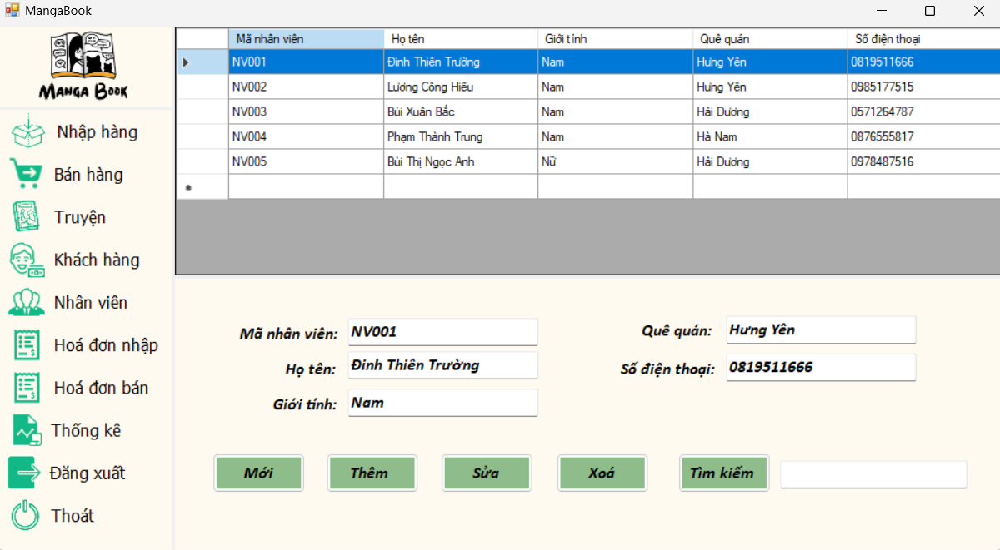 MangaBook
MANGA BOOK
Nhập hàng
Bán hàng
Truyện
Khách hàng
Nhân viên
Hoá đơn nhập
Hoá đơn bán
Thống kê
Đăng xuất
Thoát
Mã nhân viên Họ tên Giới tính Quê quán Số điện thoại
NV001 Đinh Thiên Trường Nam Hưng Yên 0819511666
NV002 Lương Công Hiếu Nam Hưng Yên 0985177515
NV003 Bùi Xuân Bắc Nam Hải Dương 0571264787
NV004 Phạm Thành Trung Nam Hà Nam 0876555817
NV005 Bùi Thị Ngọc Anh Nữ Hải Dương 0978487516
Mã nhân viên: NV001 Quê quán: Hưng Yên
Họ tên: Đinh Thiên Trường Số điện thoại: 0819511666
Giới tính: Nam
Mới Thêm Sửa Xoá Tìm kiếm